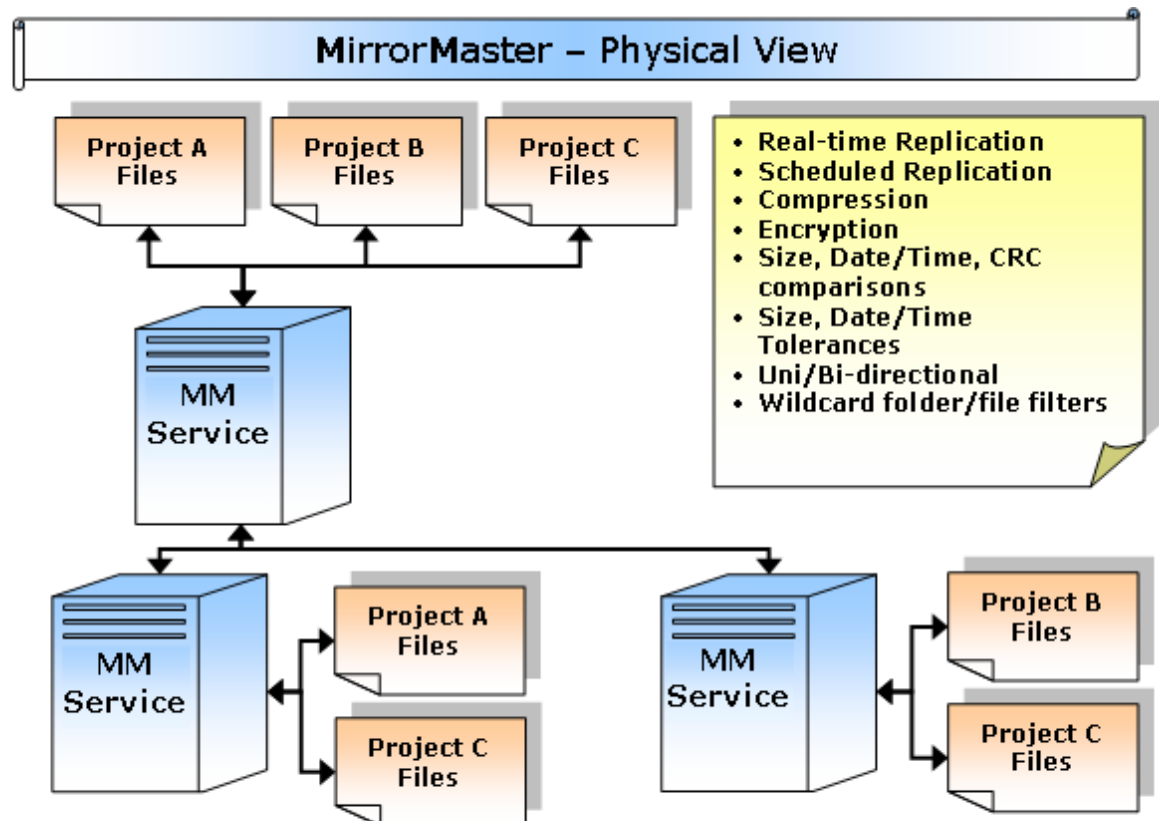 MirrorMaster – Physical View
Project A
Files
Project B
Files
Project C
Files
• Real-time Replication
• Scheduled Replication
• Compression
• Encryption
• Size, Date/Time, CRC
comparisons
• Size, Date/Time
Tolerances
• Uni/Bi-directional
• Wildcard folder/file filters
MM
Service
MM
Service
Project A
Files
Project C
Files
MM
Service
Project B
Files
Project C
Files